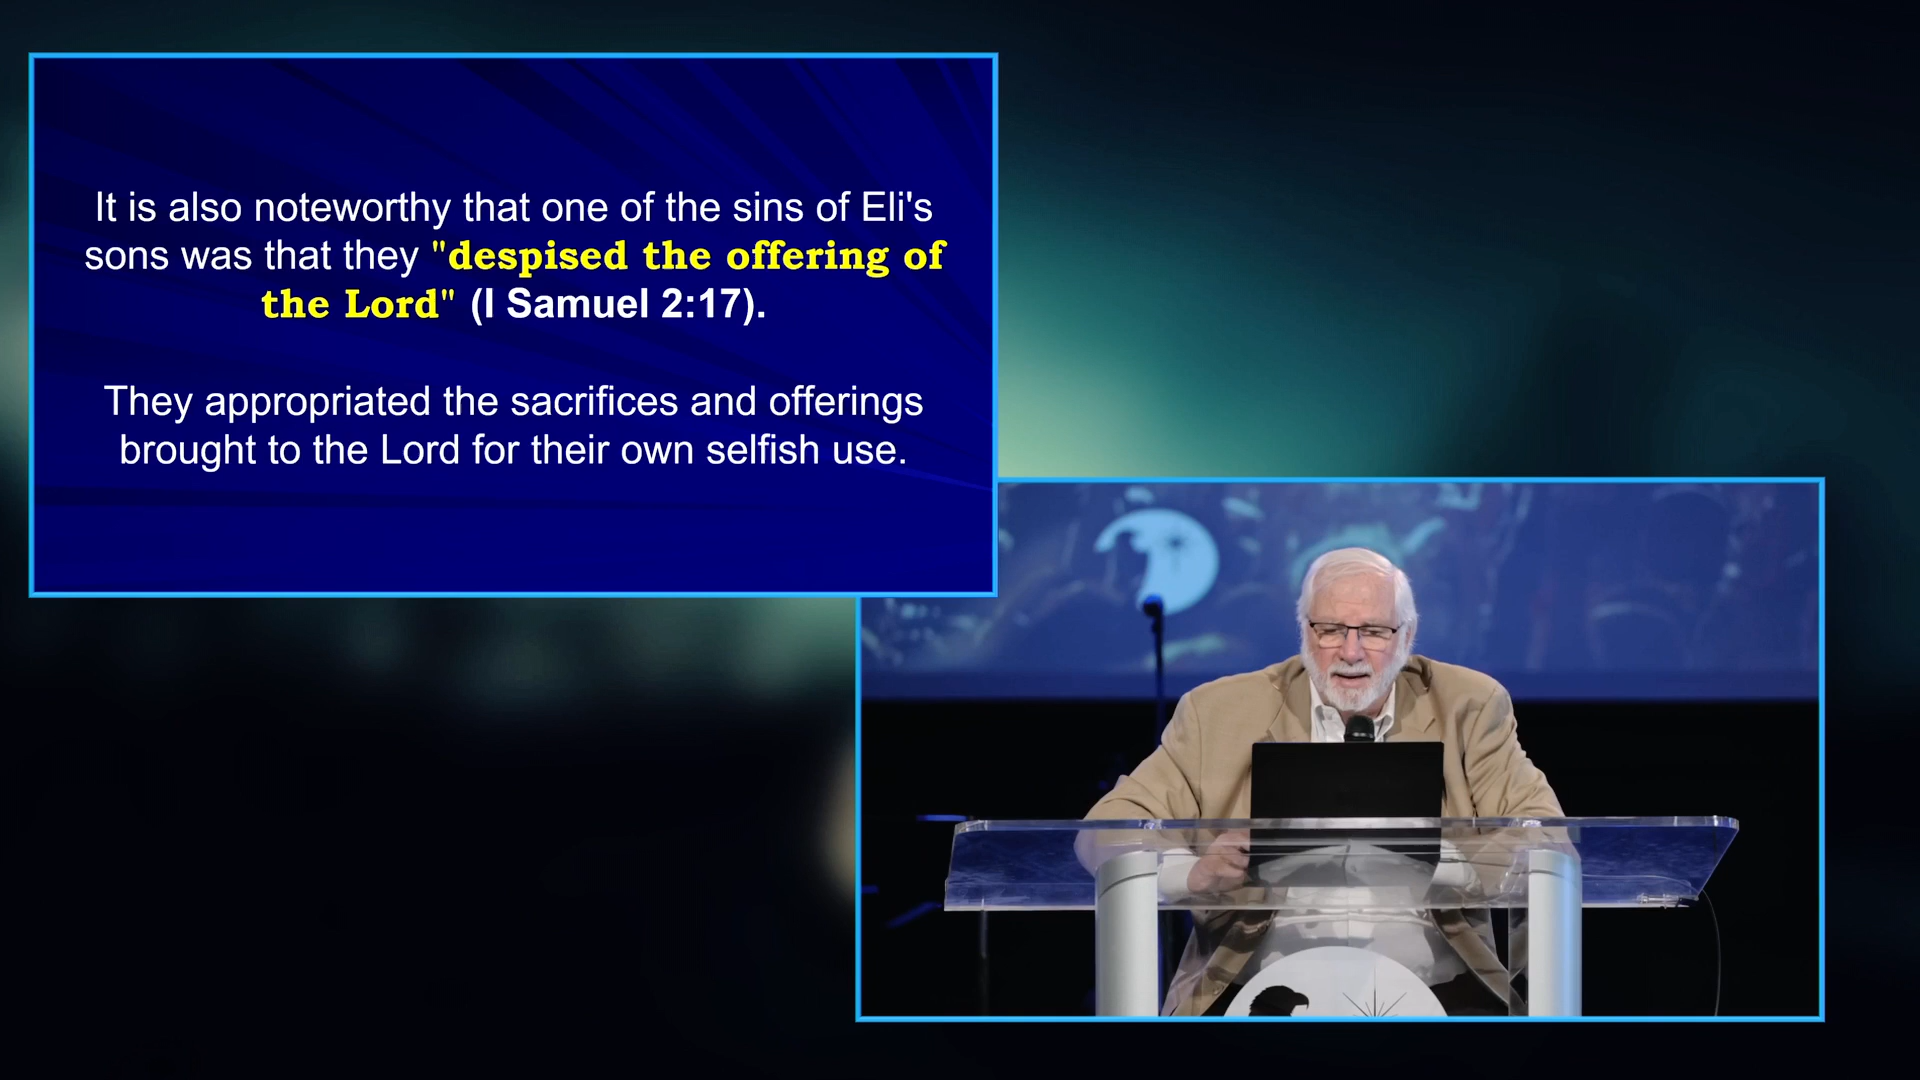 It is also noteworthy that one of the sins of Eli's
sons was that they "despised the offering of
the Lord" (I Samuel 2:17).
They appropriated the sacrifices and offerings
brought to the Lord for their own selfish use.